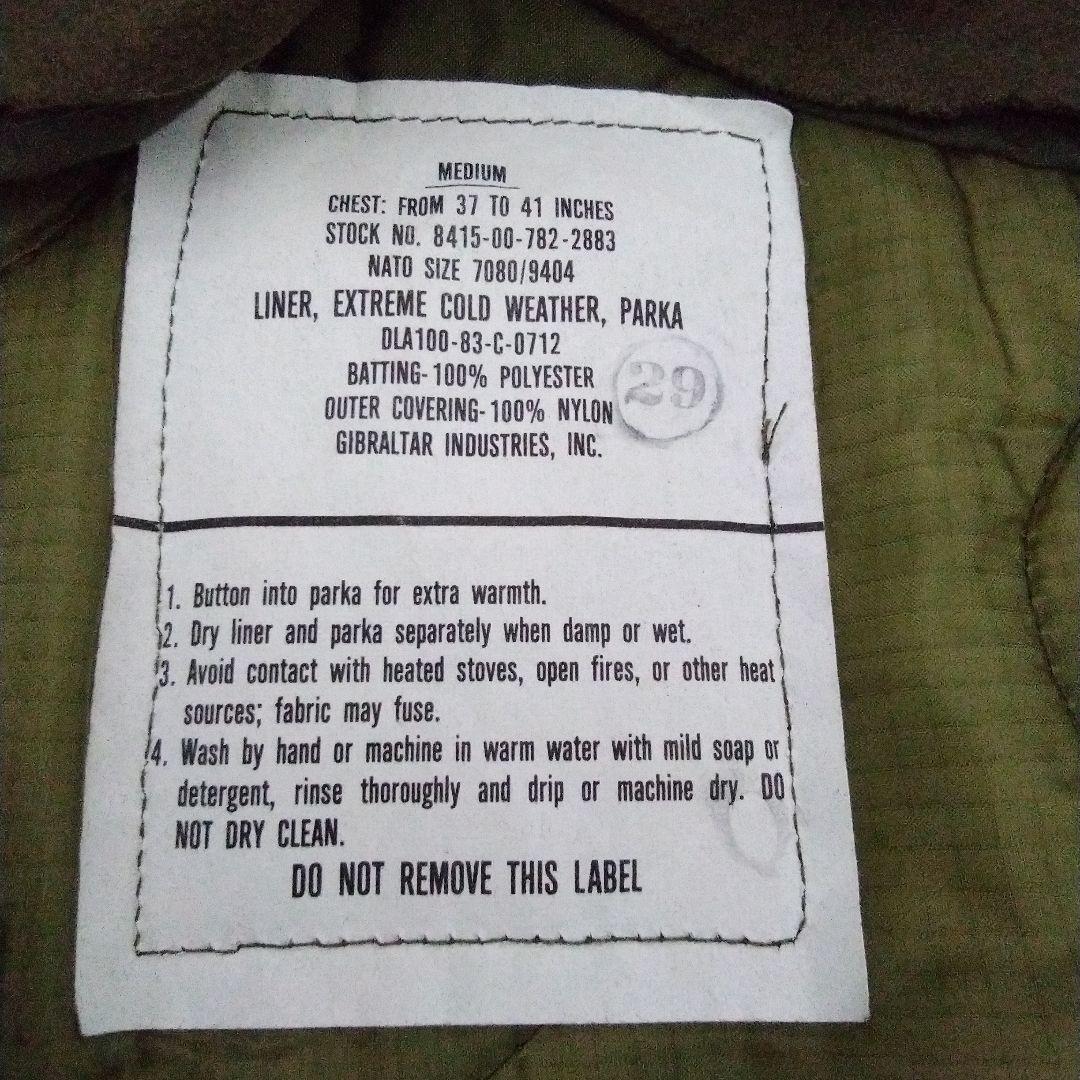 MEDIUM
CHEST: FROM 37 TO 41 INCHES
STOCK NO. 8415-00-782-2883
NATO SIZE 7080/9404
LINER, EXTREME COLD WEATHER, PARKA
DLA100-83-C-0712
BATTING-100% POLYESTER
29
OUTER COVERING-100% NYLON
GIBRALTAR INDUSTRIES, INC.
1. Button into parka for extra warmth.
2. Dry liner and parka separately when damp or wet.
3. Avoid contact with heated stoves, open fires, or other heat
sources; fabric may fuse.
4. Wash by hand or machine in warm water with mild soap or
detergent, rinse thoroughly and drip or machine dry. DO
NOT DRY CLEAN.
DO NOT REMOVE THIS LABEL